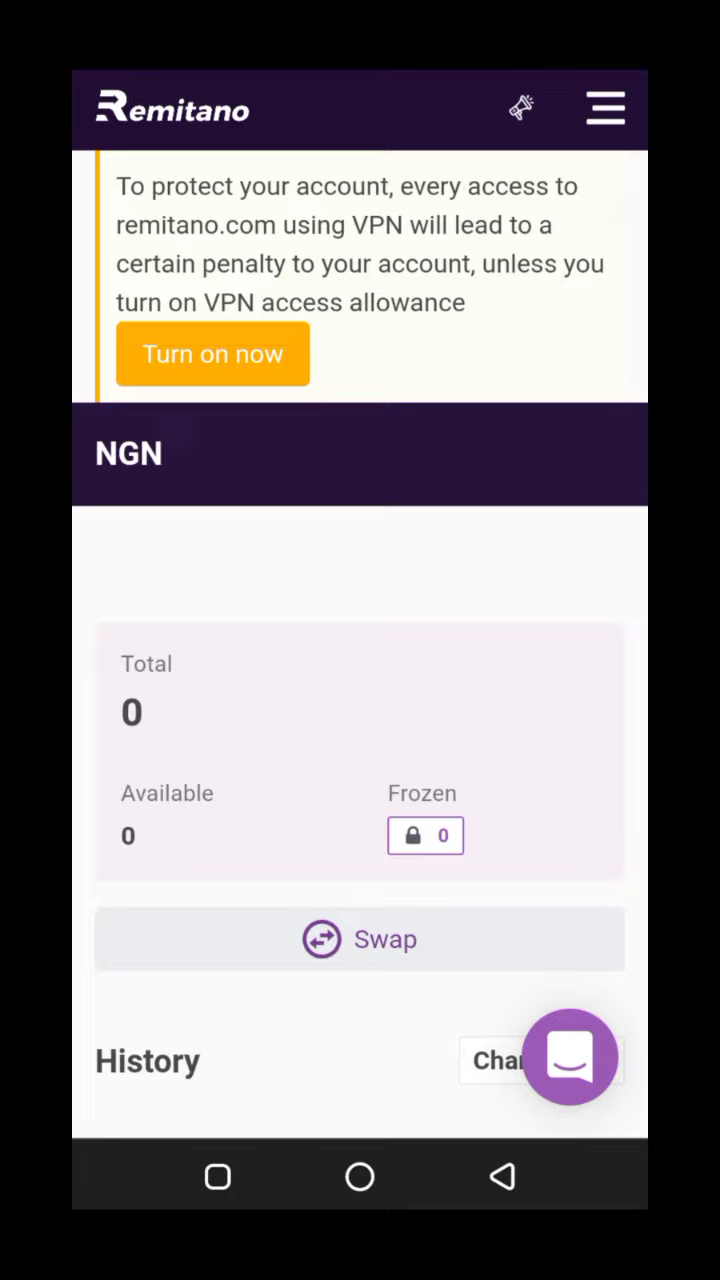 Remitano
To protect your account, every access to
remitano.com using VPN will lead to a
certain penalty to your account, unless you
turn on VPN access allowance
Turn on now
NGN
Total
0
Available Frozen
0 0
Swap
History